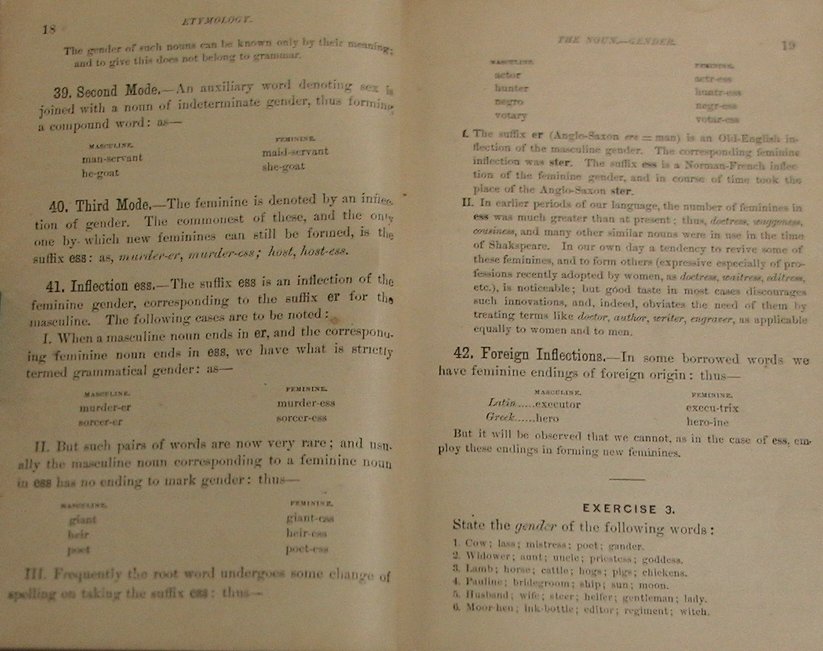 18
ETYMOLOGY.
The gender of such nouns can be known only by their meaning;
and to give this does not belong to grammar.
39. Second Mode.—An auxiliary word denoting sex is
joined with a noun of indeterminate gender, thus forming
a compound word: as—
MASCULINE. FEMININE.
man-servant maid-servant
he-goat she-goat
40. Third Mode.—The feminine is denoted by an inflec-
tion of gender. The commonest of these, and the only
one by which new feminines can still be formed, is the
suffix ess: as, murder-er, murder-ess; host, host-ess.
41. Inflection ess.—The suffix ess is an inflection of the
feminine gender, corresponding to the suffix er for the
masculine. The following cases are to be noted:
I. When a masculine noun ends in er, and the correspond-
ing feminine noun ends in ess, we have what is strictly
termed grammatical gender: as—
MASCULINE. FEMININE.
murder-er murder-ess
sorcer-er sorcer-ess
II. But such pairs of words are now very rare; and usu-
ally the masculine noun corresponding to a feminine noun
in ess has no ending to mark gender: thus—
MASCULINE. FEMININE.
giant giant-ess
heir heir-ess
poet poet-ess
III. Frequently the root word undergoes some change of
spelling on taking the suffix ess: thus—
THE NOUN.—GENDER.
19
MASCULINE. FEMININE.
actor actr-ess
hunter huntr-ess
negro negr-ess
votary votar-ess
I. The suffix er (Anglo-Saxon ere = man) is an Old-English in-
flection of the masculine gender. The corresponding feminine
inflection was ster. The suffix ess is a Norman-French inflec-
tion of the feminine gender, and in course of time took the
place of the Anglo-Saxon ster.
II. In earlier periods of our language, the number of feminines in
ess was much greater than at present; thus, doctress, waggoness,
cousiness, and many other similar nouns were in use in the time
of Shakspeare. In our own day a tendency to revive some of
these feminines, and to form others (expressive especially of pro-
fessions recently adopted by women, as doctress, waitress, editress,
etc.), is noticeable; but good taste in most cases discourages
such innovations, and, indeed, obviates the need of them by
treating terms like doctor, author, writer, engraver, as applicable
equally to women and to men.
42. Foreign Inflections.—In some borrowed words we
have feminine endings of foreign origin: thus—
MASCULINE. FEMININE.
Latin......executor execu-trix
Greek......hero hero-ine
But it will be observed that we cannot, as in the case of ess, em-
ploy these endings in forming new feminines.
EXERCISE 3.
State the gender of the following words:
1. Cow; lass; mistress; poet; gander.
2. Widower; aunt; uncle; priestess; goddess.
3. Lamb; horse; cattle; hogs; pigs; chickens.
4. Pauline; bridegroom; ship; sun; moon.
5. Husband; wife; steer; heifer; gentleman; lady.
6. Moor-hen; ink-bottle; editor; regiment; witch.